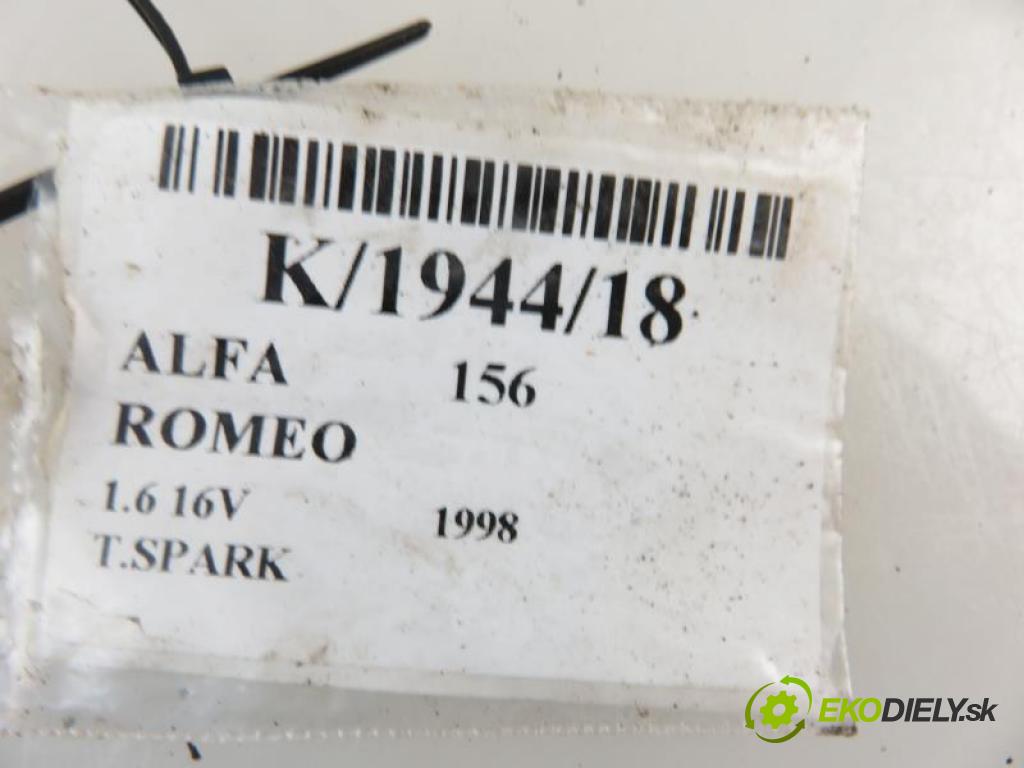 K/1944/18
ALFA 156
ROMEO
1.6 16V 1998
T.SPARK
EKODIELY.sk